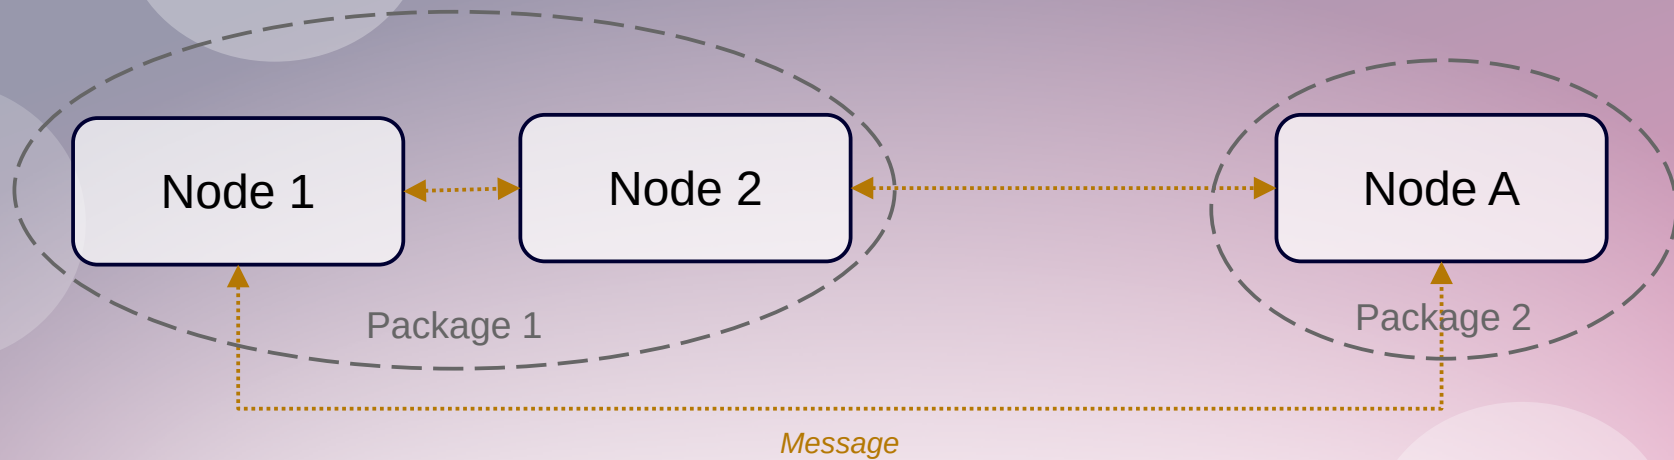 Node 1
Node 2
Node A
Package 1
Package 2
Message